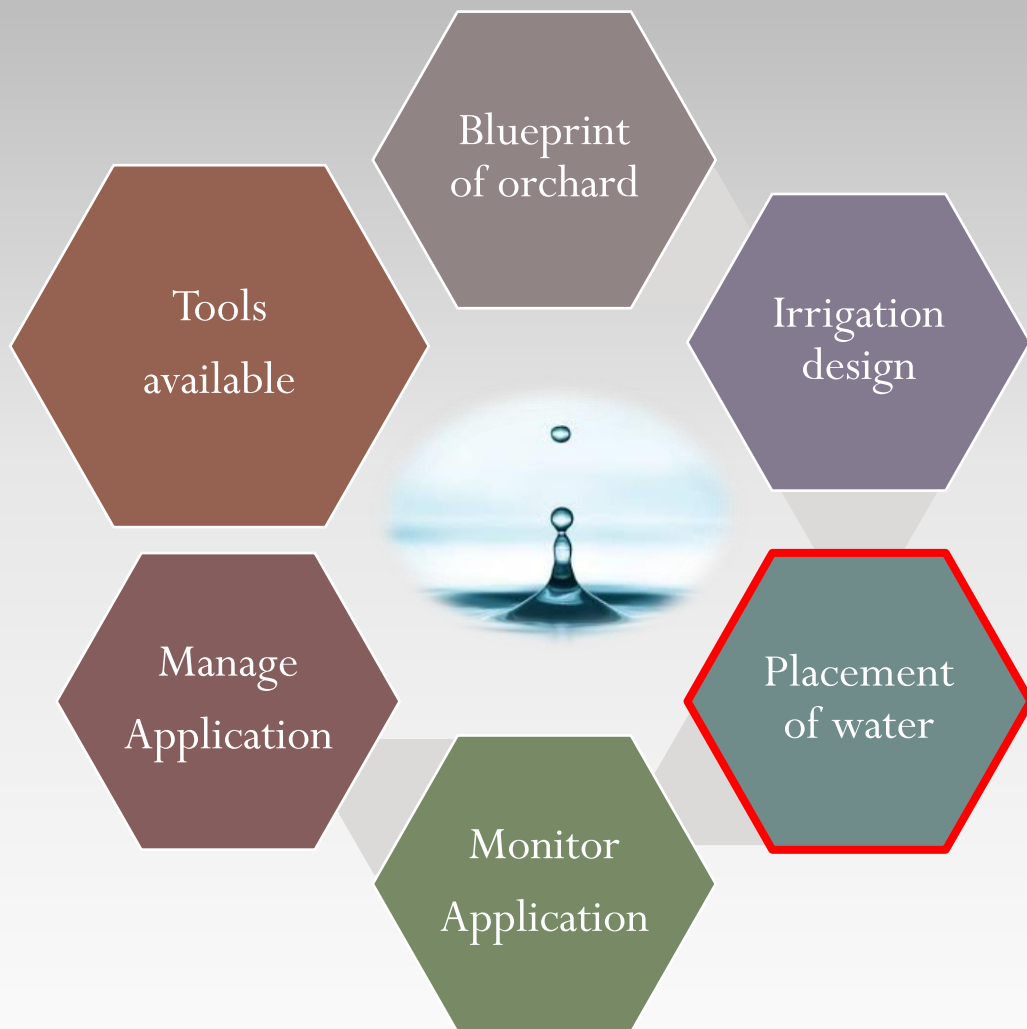 Blueprint
of orchard
Irrigation
design
Placement
of water
Monitor
Application
Manage
Application
Tools
available